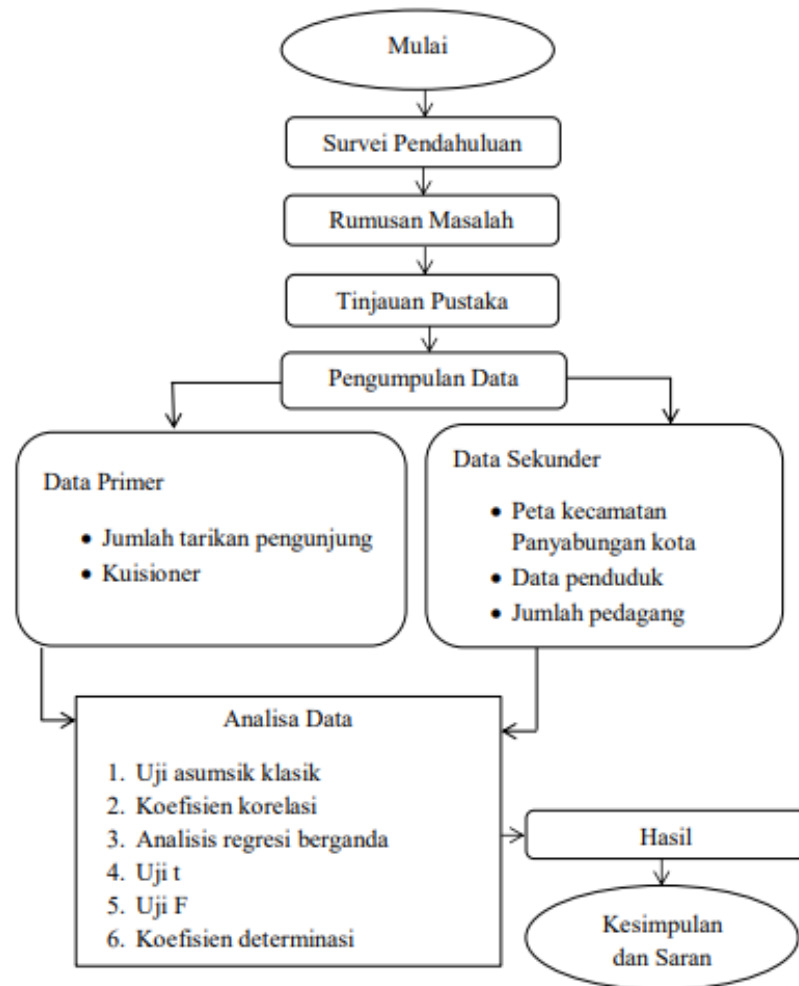 Mulai
Survei Pendahuluan
Rumusan Masalah
Tinjauan Pustaka
Pengumpulan Data
Data Primer
• Jumlah tarikan pengunjung
• Kuisioner
Data Sekunder
• Peta kecamatan
Panyabungan kota
• Data penduduk
• Jumlah pedagang
Analisa Data
1. Uji asumsik klasik
2. Koefisien korelasi
3. Analisis regresi berganda
4. Uji t
5. Uji F
6. Koefisien determinasi
Hasil
Kesimpulan
dan Saran